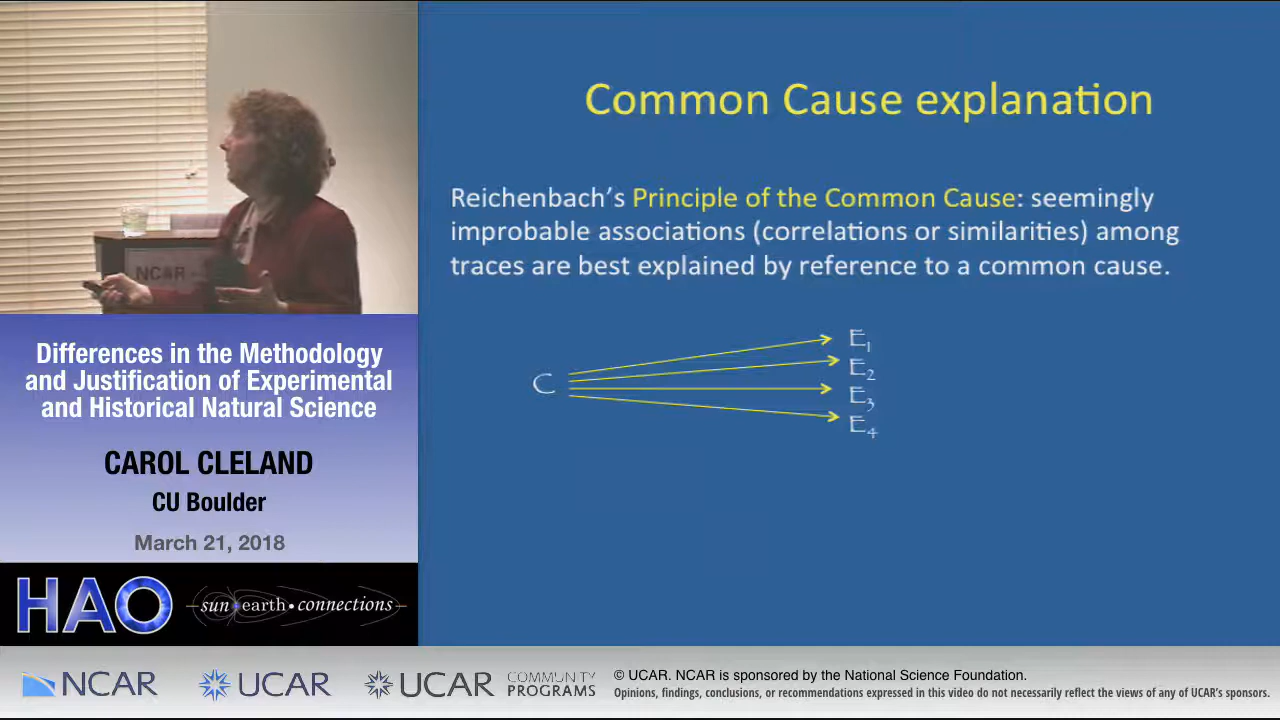 Common Cause explanation
Reichenbach's Principle of the Common Cause: seemingly
improbable associations (correlations or similarities) among
traces are best explained by reference to a common cause.
C
E₁
E₂
E₃
E₄
NCAR
Differences in the Methodology
and Justification of Experimental
and Historical Natural Science
CAROL CLELAND
CU Boulder
March 21, 2018
HAO
sun•earth•connections
NCAR
UCAR
UCAR
COMMUNITY
PROGRAMS
© UCAR. NCAR is sponsored by the National Science Foundation.
Opinions, findings, conclusions, or recommendations expressed in this video do not necessarily reflect the views of any of UCAR's sponsors.